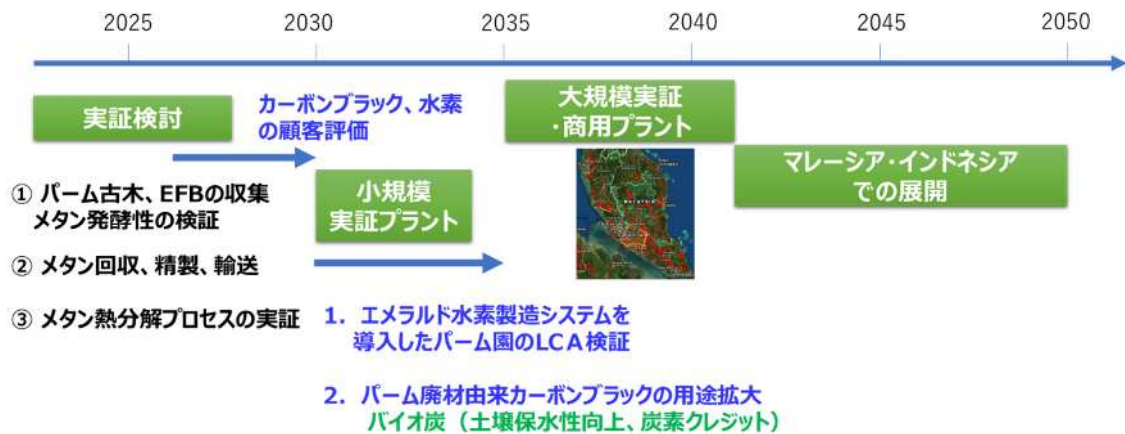 2025 2030 2035 2040 2045 2050
実証検討
カーボンブラック、水素
の顧客評価
大規模実証
・商用プラント
マレーシア・インドネシア
での展開
① パーム古木、EFBの収集
メタン発酵性の検証
小規模
実証プラント
② メタン回収、精製、輸送
③ メタン熱分解プロセスの実証
1. エメラルド水素製造システムを
導入したパーム園のLCA検証
2. パーム廃材由来カーボンブラックの用途拡大
バイオ炭（土壌保水性向上、炭素クレジット）